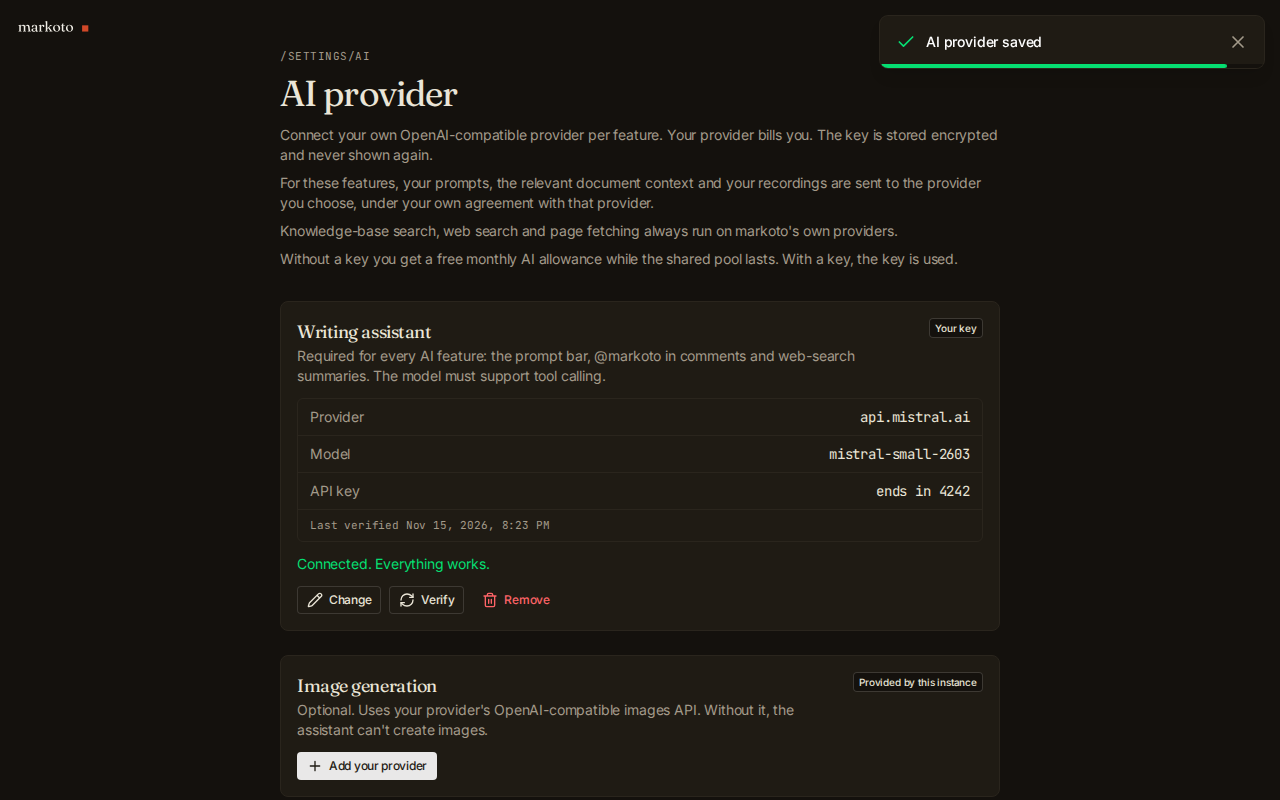 markoto
AI provider saved
/SETTINGS/AI
AI provider
Connect your own OpenAI-compatible provider per feature. Your provider bills you. The key is stored encrypted
and never shown again.
For these features, your prompts, the relevant document context and your recordings are sent to the provider
you choose, under your own agreement with that provider.
Knowledge-base search, web search and page fetching always run on markoto's own providers.
Without a key you get a free monthly AI allowance while the shared pool lasts. With a key, the key is used.
Writing assistant
Your key
Required for every AI feature: the prompt bar, @markoto in comments and web-search
summaries. The model must support tool calling.
Provider api.mistral.ai
Model mistral-small-2603
API key ends in 4242
Last verified Nov 15, 2026, 8:23 PM
Connected. Everything works.
Change Verify Remove
Image generation
Provided by this instance
Optional. Uses your provider's OpenAI-compatible images API. Without it, the
assistant can't create images.
Add your provider